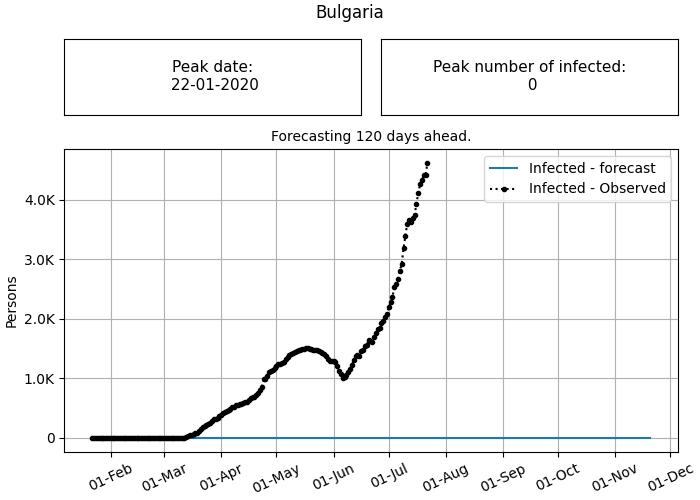 Bulgaria
Peak date:
22-01-2020
Peak number of infected:
0
Forecasting 120 days ahead.
Infected - forecast
Infected - Observed
4.0K
3.0K
2.0K
1.0K
0
Persons
01-Feb
01-Mar
01-Apr
01-May
01-Jun
01-Jul
01-Aug
01-Sep
01-Oct
01-Nov
01-Dec